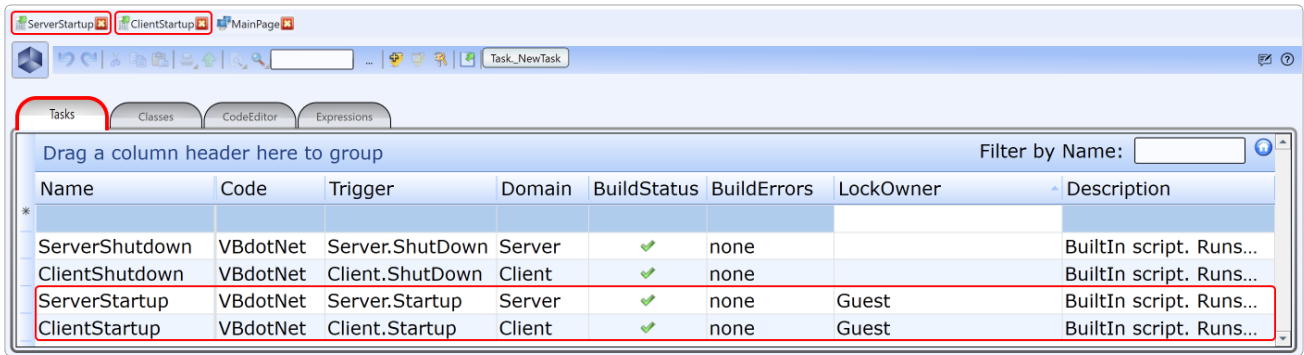 ServerStartup ClientStartup MainPage
... Task._NewTask
Tasks Classes CodeEditor Expressions
Drag a column header here to group Filter by Name:
Name Code Trigger Domain BuildStatus BuildErrors LockOwner Description
*
ServerShutdown VBdotNet Server.ShutDown Server none BuiltIn script. Runs...
ClientShutdown VBdotNet Client.ShutDown Client none BuiltIn script. Runs...
ServerStartup VBdotNet Server.Startup Server none Guest BuiltIn script. Runs...
ClientStartup VBdotNet Client.Startup Client none Guest BuiltIn script. Runs...